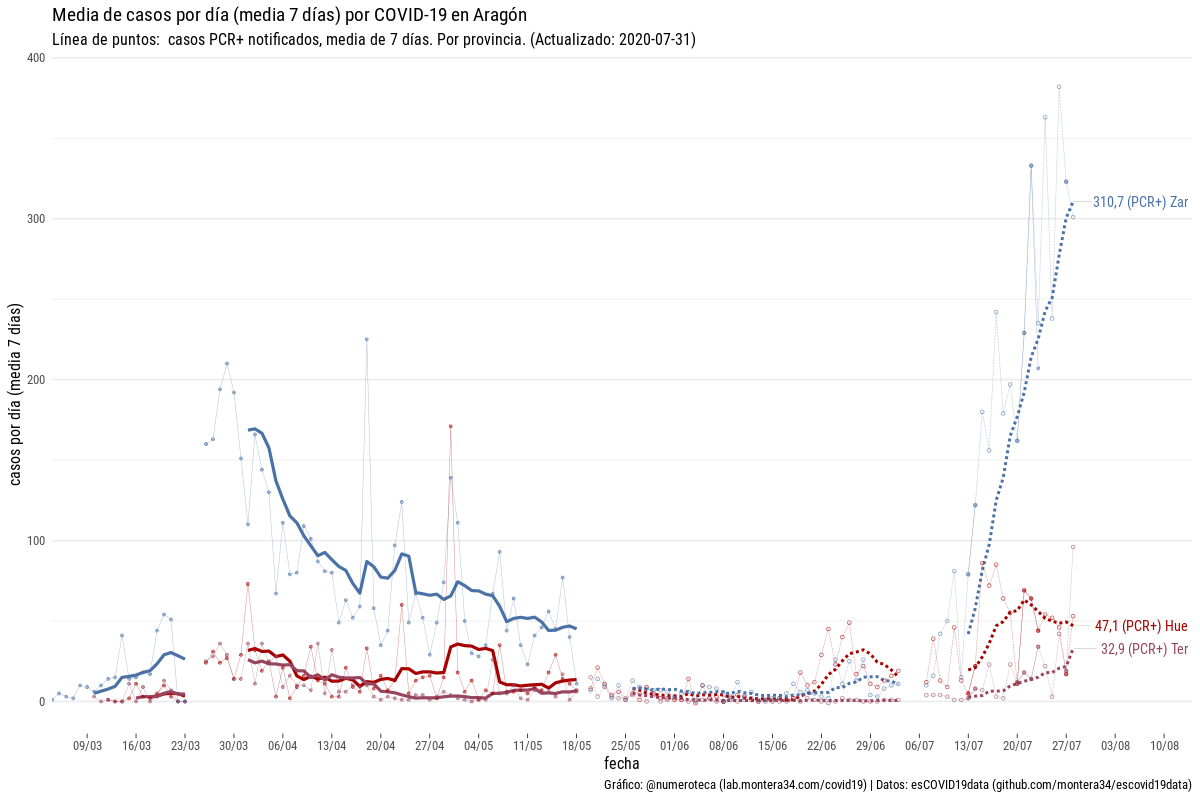 Media de casos por día (media 7 días) por COVID-19 en Aragón
Línea de puntos:  casos PCR+ notificados, media de 7 días. Por provincia. (Actualizado: 2020-07-31)
casos por día (media 7 días)
400
300
200
100
0
310,7 (PCR+) Zar
47,1 (PCR+) Hue
32,9 (PCR+) Ter
09/03 16/03 23/03 30/03 06/04 13/04 20/04 27/04 04/05 11/05 18/05 25/05 01/06 08/06 15/06 22/06 29/06 06/07 13/07 20/07 27/07 03/08 10/08
fecha
Gráfico: @numeroteca (lab.montera34.com/covid19) | Datos: esCOVID19data (github.com/montera34/escovid19data)